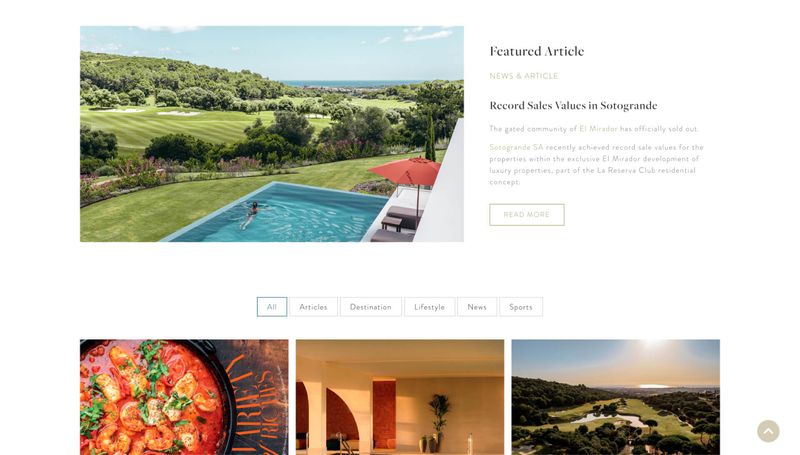 Featured Article
NEWS & ARTICLE
Record Sales Values in Sotogrande
The gated community of El Mirador has officially sold out.
Sotogrande SA recently achieved record sale values for the
properties within the exclusive El Mirador development of
luxury properties, part of the La Reserva Club residential
concept.
READ MORE
All
Articles
Destination
Lifestyle
News
Sports